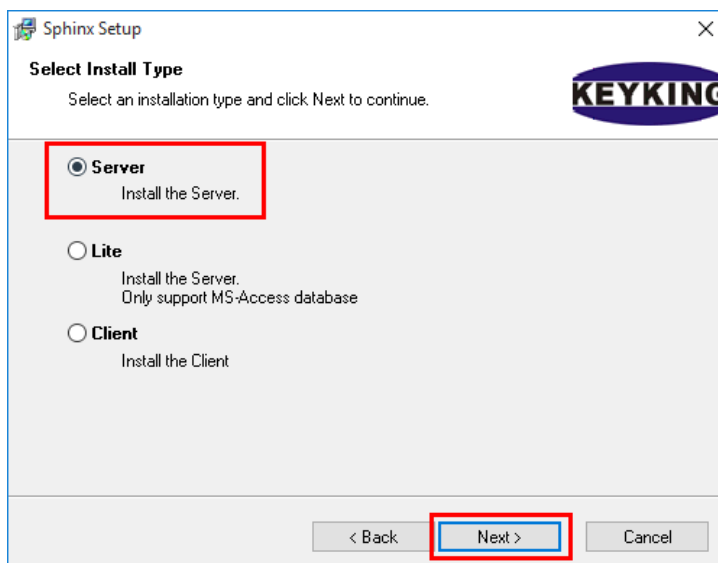 Sphinx Setup
Select Install Type
Select an installation type and click Next to continue.
KEYKING
Server
Install the Server.
Lite
Install the Server.
Only support MS-Access database
Client
Install the Client
< Back
Next >
Cancel